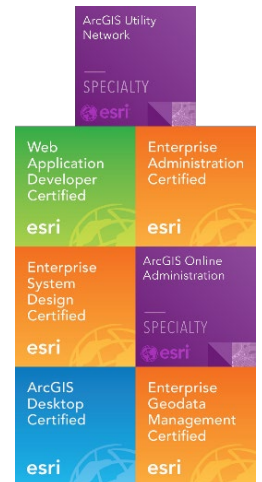 ArcGIS Utility
Network
SPECIALTY
esri
Web
Application
Developer
Certified
esri
Enterprise
Administration
Certified
esri
Enterprise
System
Design
Certified
esri
ArcGIS Online
Administration
SPECIALTY
esri
ArcGIS
Desktop
Certified
esri
Enterprise
Geodata
Management
Certified
esri